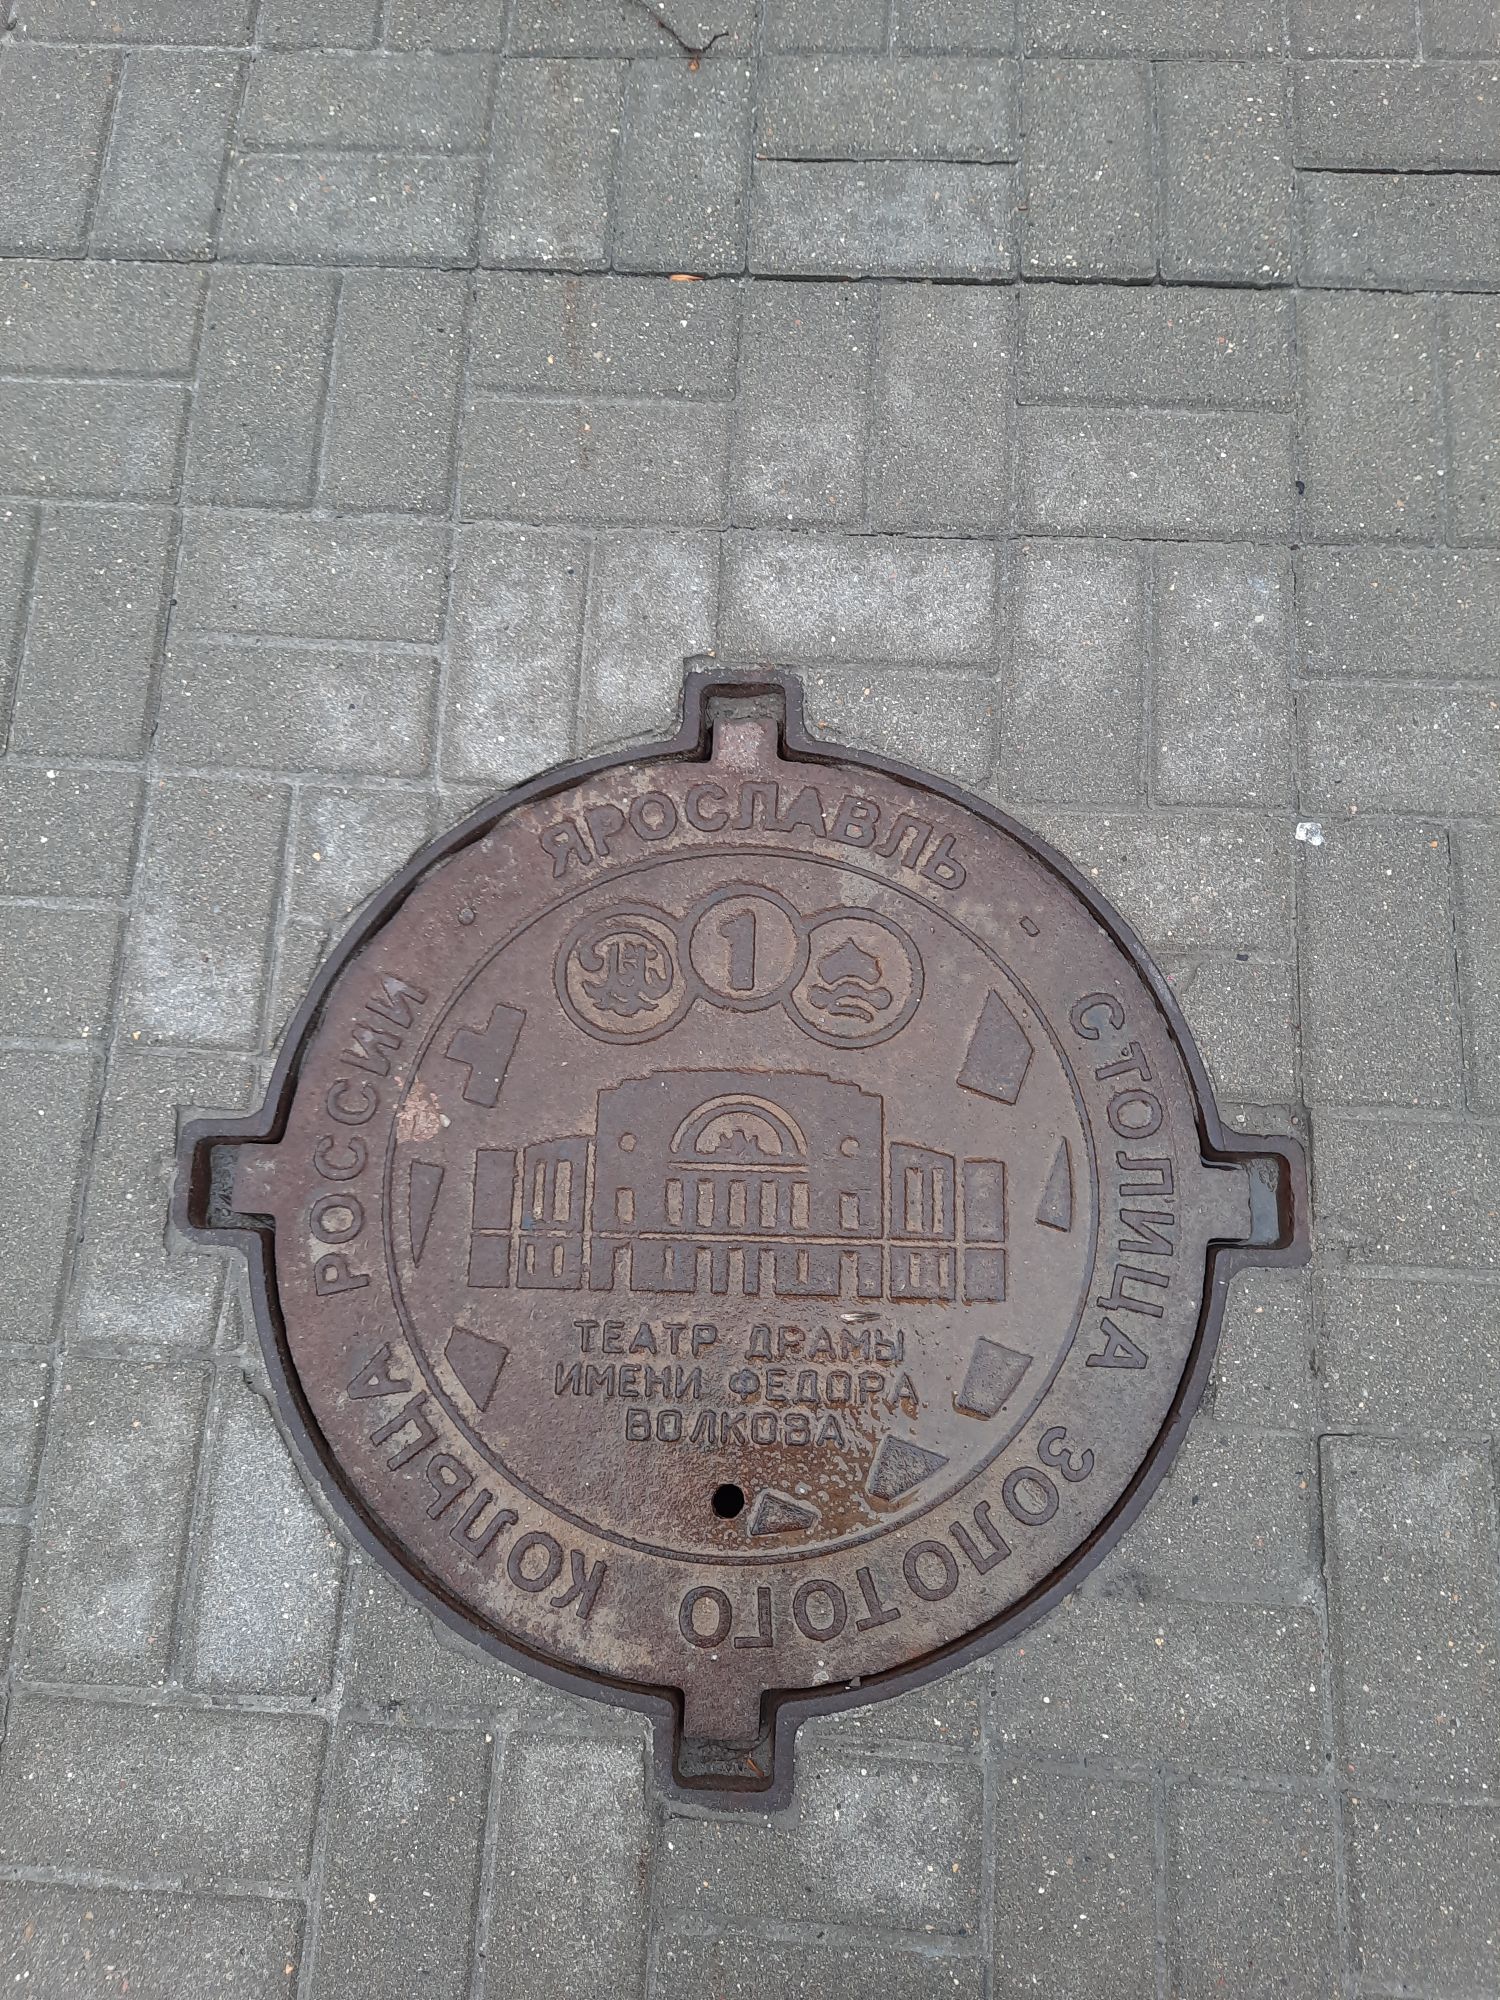 ЯРОСЛАВЛЬ - СТОЛИЦА ЗОЛОТОГО КОЛЬЦА РОССИИ
1
ТЕАТР ДРАМЫ
ИМЕНИ ФЕДОРА
ВОЛКОВА